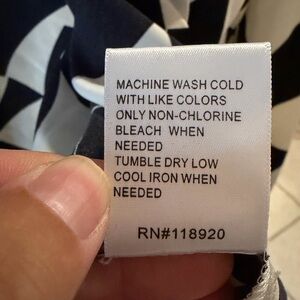 MACHINE WASH COLD
WITH LIKE COLORS
ONLY NON-CHLORINE
BLEACH WHEN
NEEDED
TUMBLE DRY LOW
COOL IRON WHEN
NEEDED
RN#118920